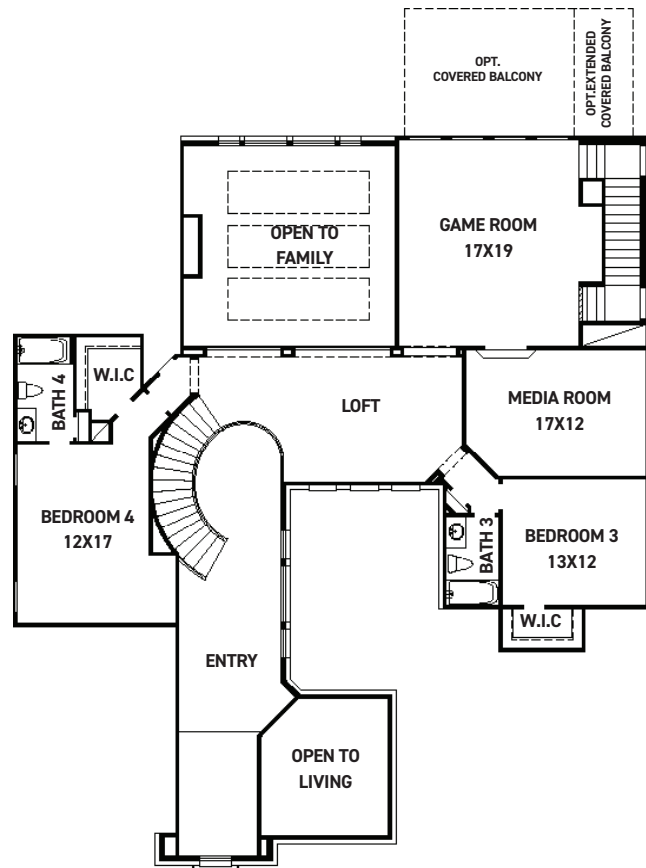 OPT.
COVERED BALCONY
OPT.EXTENDED
COVERED BALCONY
OPEN TO
FAMILY
GAME ROOM
17X19
W.I.C
BATH 4
LOFT
MEDIA ROOM
17X12
BEDROOM 4
12X17
BATH 3
BEDROOM 3
13X12
W.I.C
ENTRY
OPEN TO
LIVING